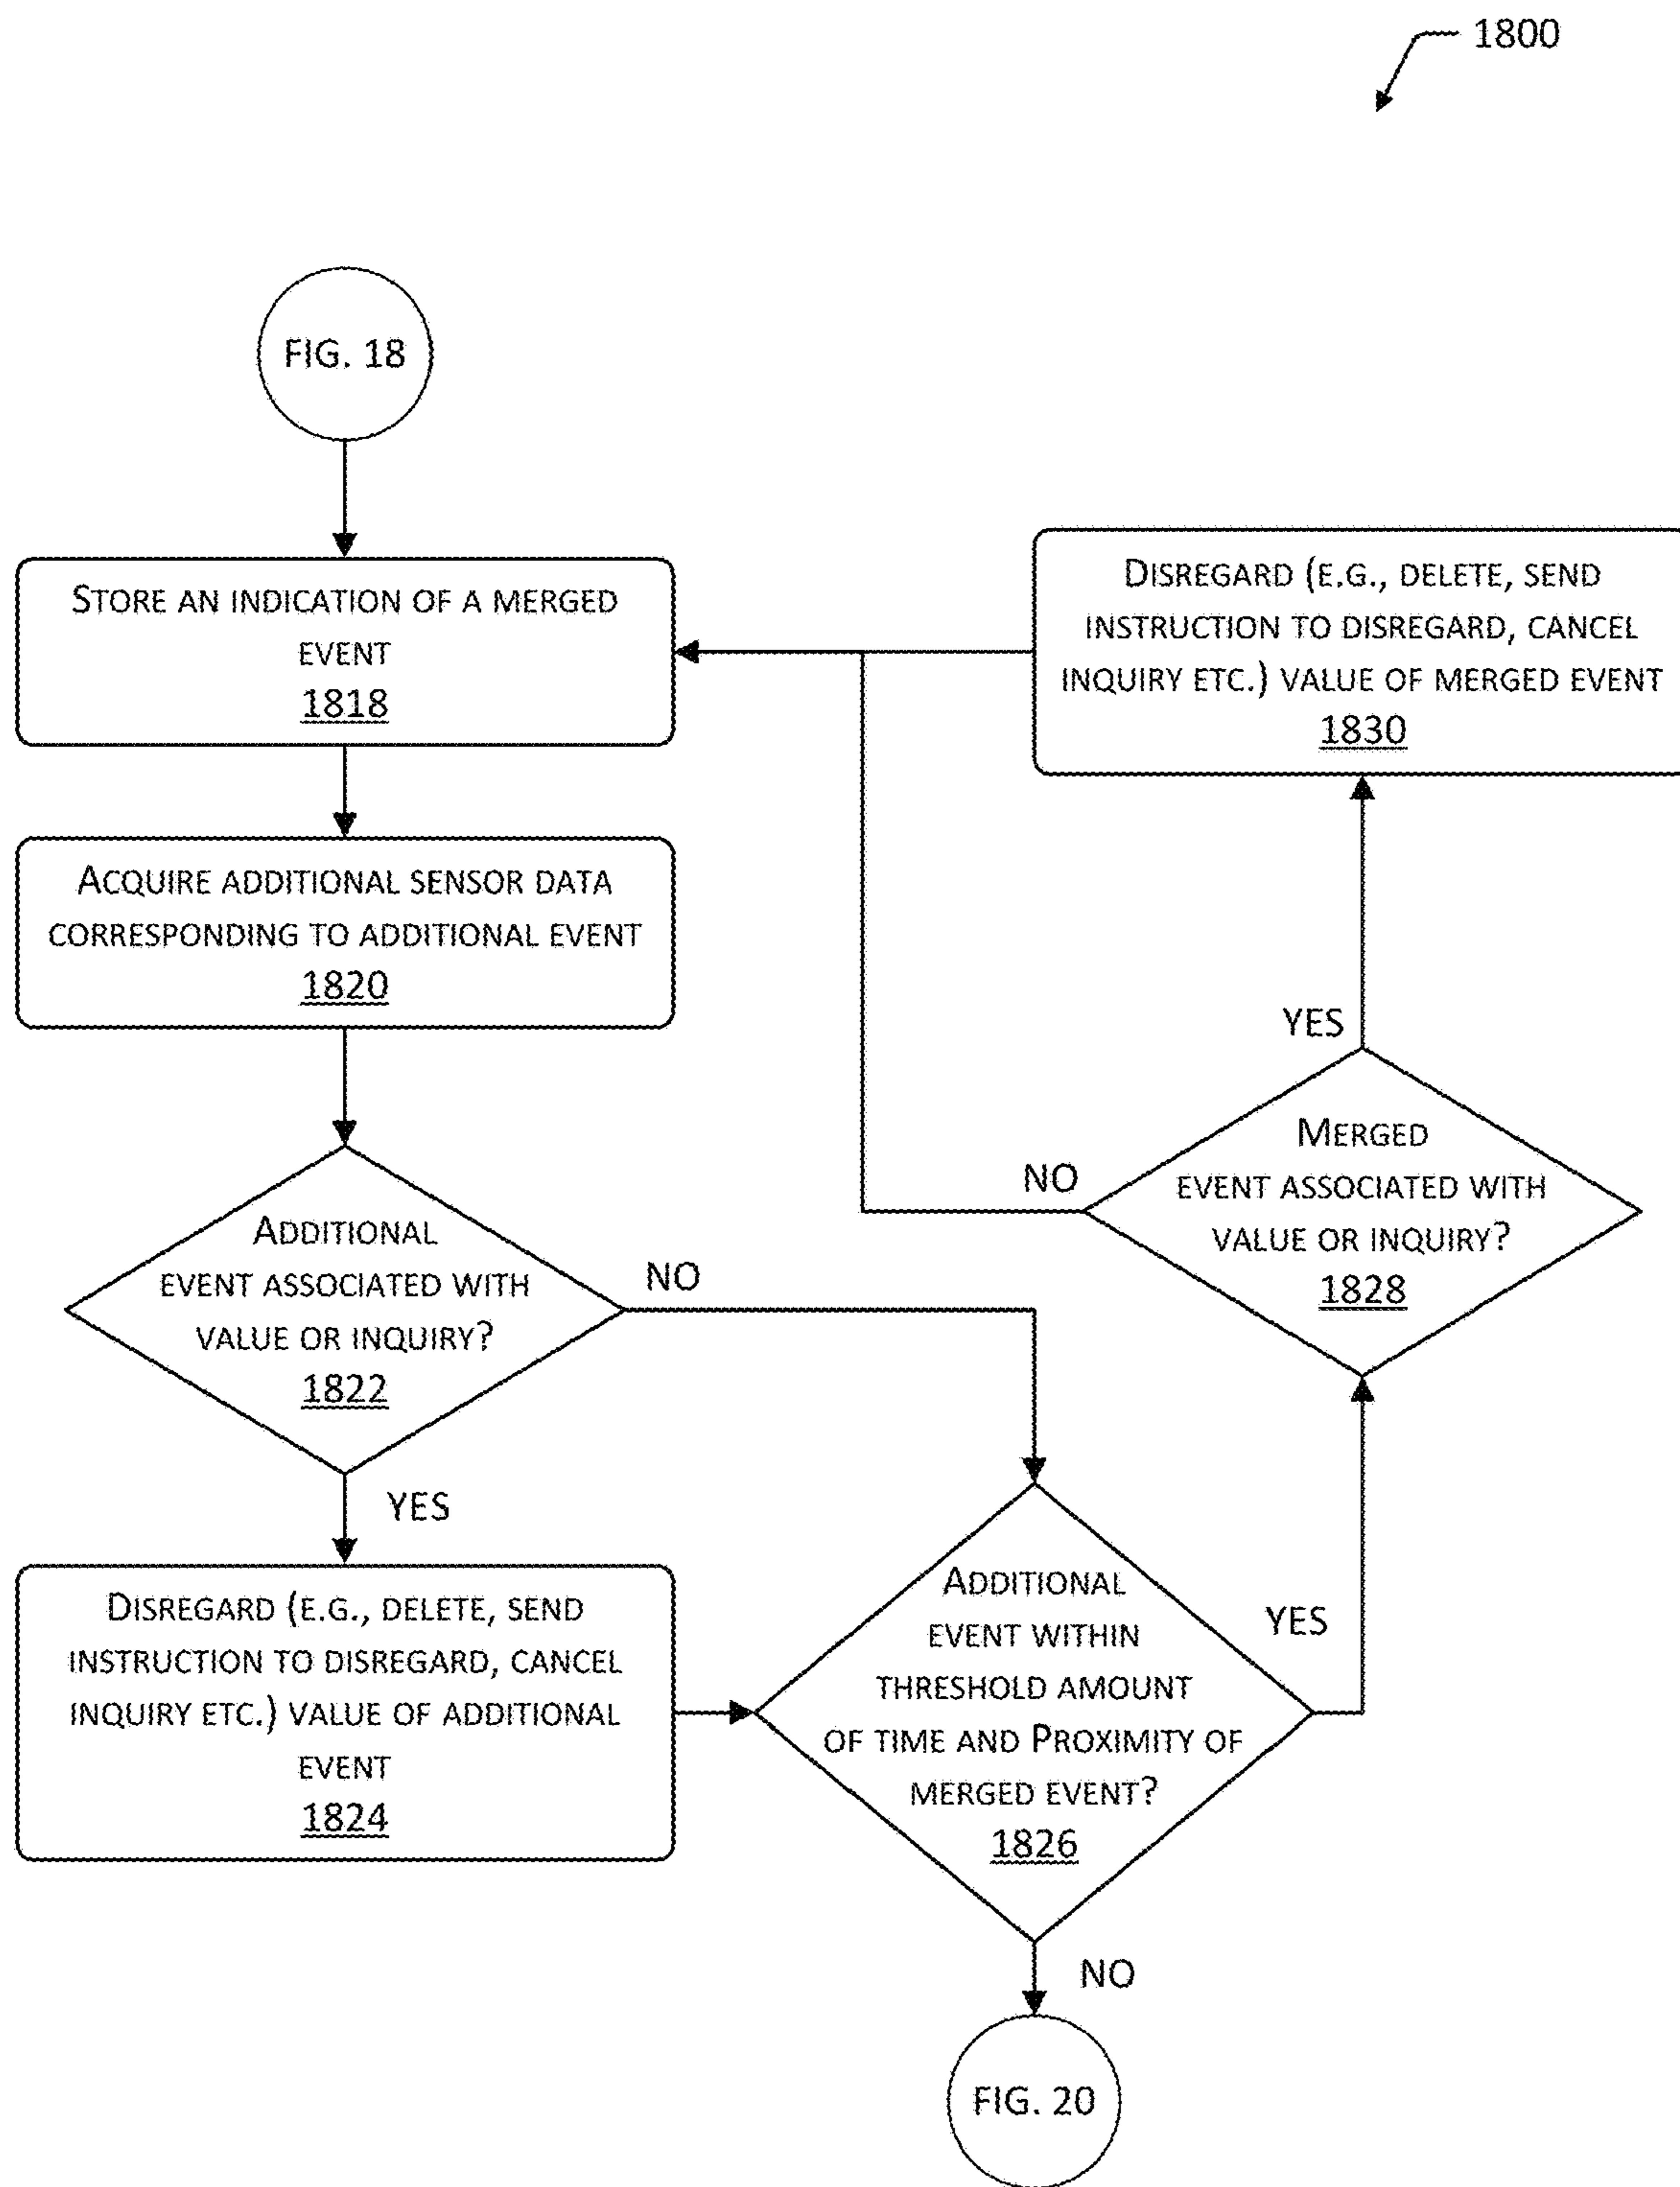 1800
FIG. 18
STORE AN INDICATION OF A MERGED
EVENT
1818
ACQUIRE ADDITIONAL SENSOR DATA
CORRESPONDING TO ADDITIONAL EVENT
1820
ADDITIONAL
EVENT ASSOCIATED WITH
VALUE OR INQUIRY?
1822
NO
YES
DISREGARD (E.G., DELETE, SEND
INSTRUCTION TO DISREGARD, CANCEL
INQUIRY ETC.) VALUE OF ADDITIONAL
EVENT
1824
ADDITIONAL
EVENT WITHIN
THRESHOLD AMOUNT
OF TIME AND PROXIMITY OF
MERGED EVENT?
1826
YES
NO
FIG. 20
MERGED
EVENT ASSOCIATED WITH
VALUE OR INQUIRY?
1828
NO
YES
DISREGARD (E.G., DELETE, SEND
INSTRUCTION TO DISREGARD, CANCEL
INQUIRY ETC.) VALUE OF MERGED EVENT
1830